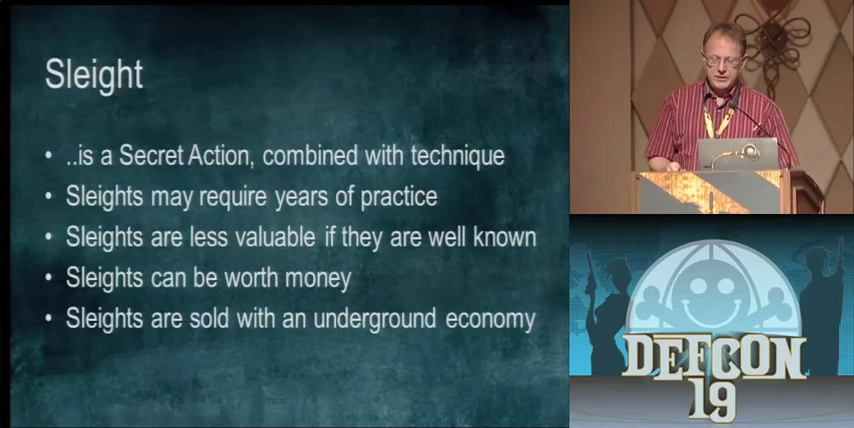 Sleight
• ..is a Secret Action, combined with technique
• Sleights may require years of practice
• Sleights are less valuable if they are well known
• Sleights can be worth money
• Sleights are sold with an underground economy
DEFCON
19